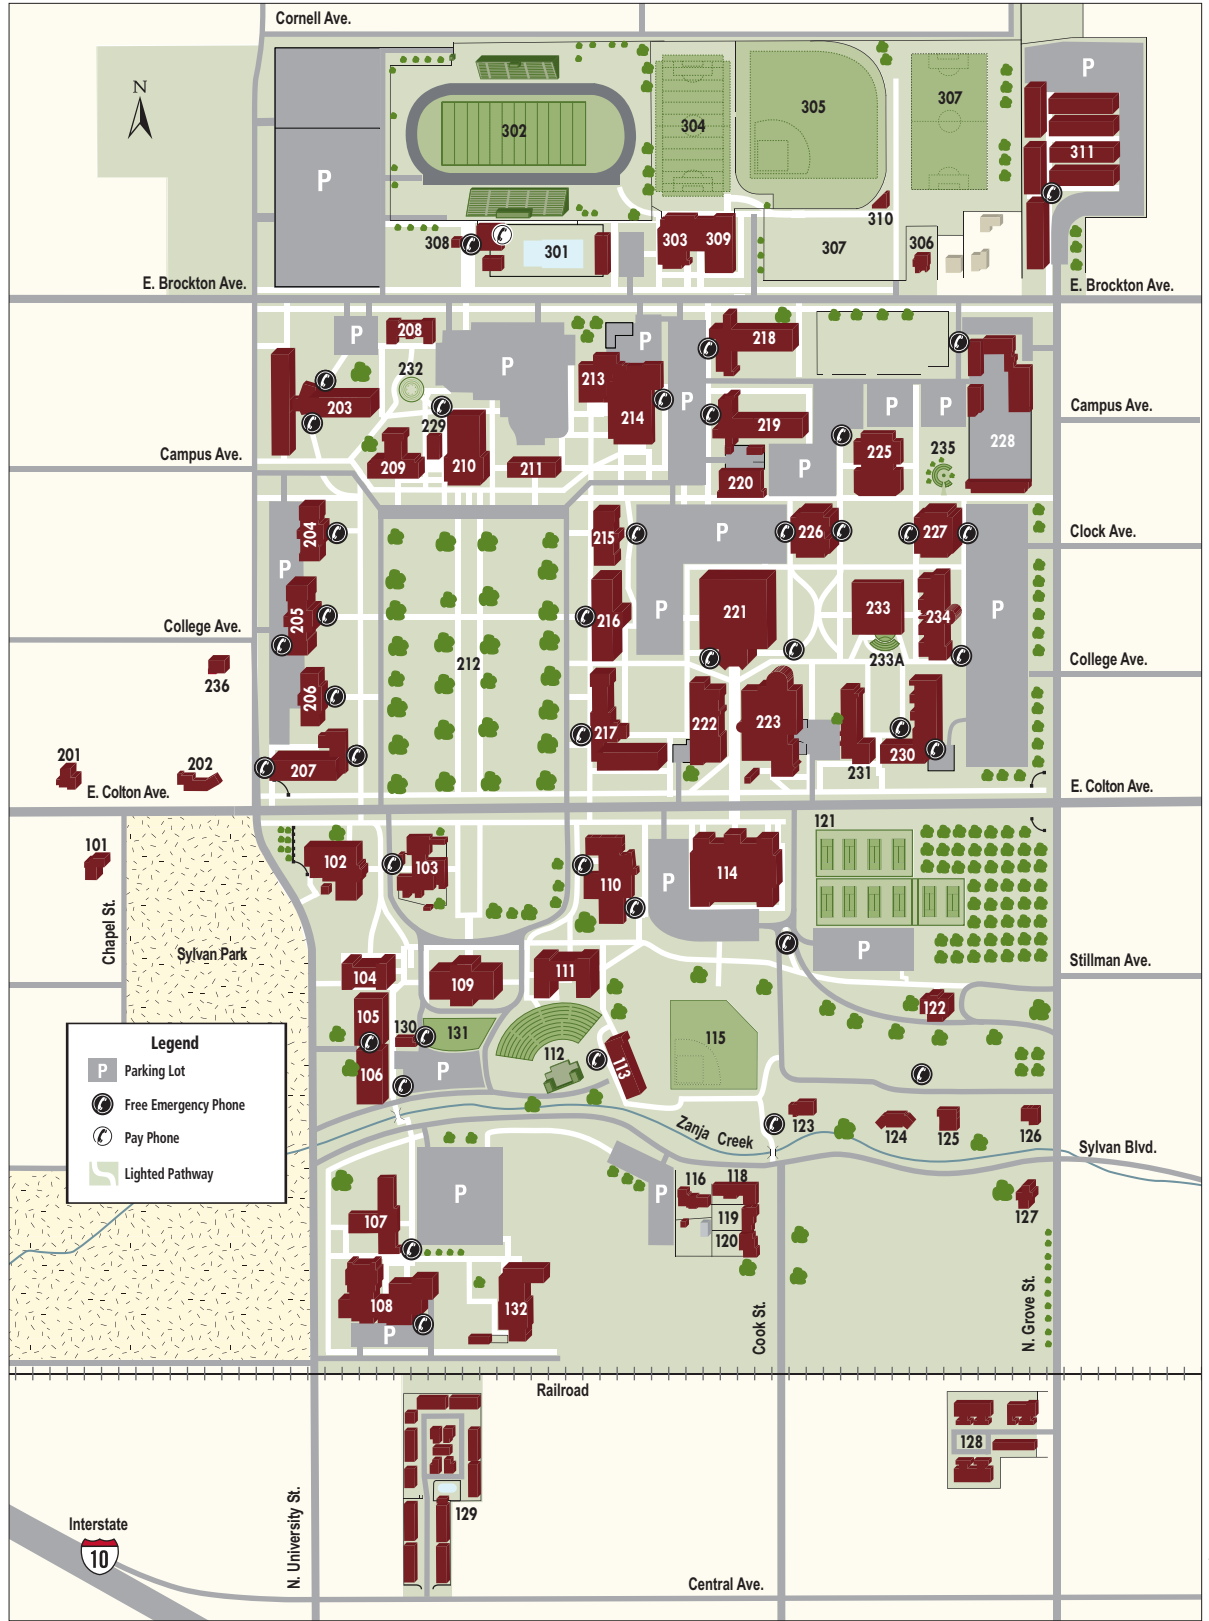 Cornell Ave.
N
P
302
304
305
307
311
P
310
308
301
303
309
307
306
E. Brockton Ave.
E. Brockton Ave.
P
208
P
P
218
232
213
203
229
214
P
219
P
P
Campus Ave.
228
Campus Ave.
209
210
211
220
P
225
235
204
215
P
226
227
Clock Ave.
P
205
216
P
221
233
234
P
College Ave.
College Ave.
236
212
233A
206
217
222
223
230
231
201
202
207
E. Colton Ave.
E. Colton Ave.
101
102
103
110
P
114
121
Chapel St.
Sylvan Park
P
Stillman Ave.
104
109
111
105
130
131
112
113
115
122
106
P
Legend
P Parking Lot
Free Emergency Phone
Pay Phone
Lighted Pathway
Zanja Creek
123
124
125
126
Sylvan Blvd.
107
P
P
116
118
119
120
127
108
P
132
Cook St.
N. Grove St.
Railroad
128
129
N. University St.
Interstate
10
Central Ave.